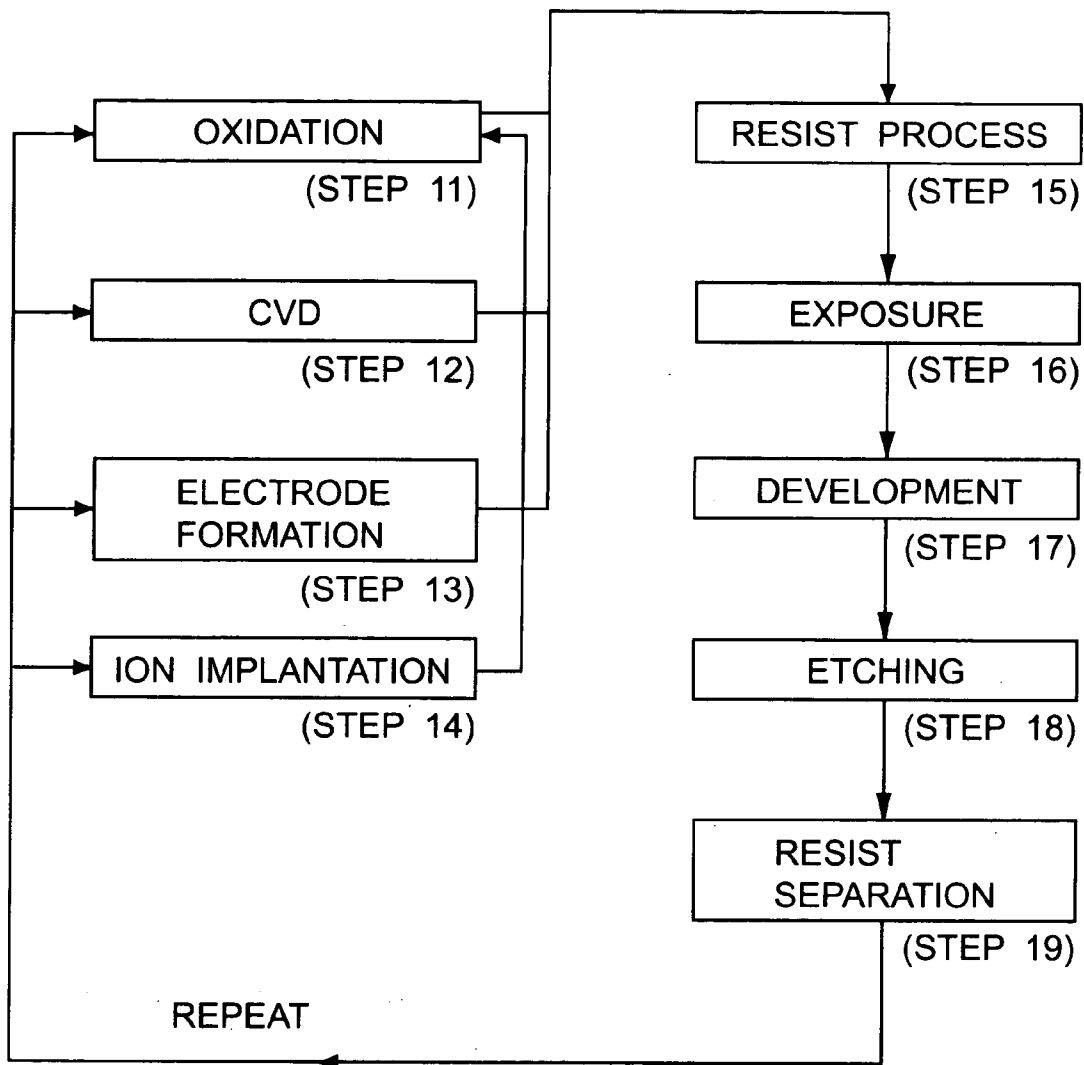 OXIDATION
(STEP 11)
CVD
(STEP 12)
ELECTRODE
FORMATION
(STEP 13)
ION IMPLANTATION
(STEP 14)
RESIST PROCESS
(STEP 15)
EXPOSURE
(STEP 16)
DEVELOPMENT
(STEP 17)
ETCHING
(STEP 18)
RESIST
SEPARATION
(STEP 19)
REPEAT